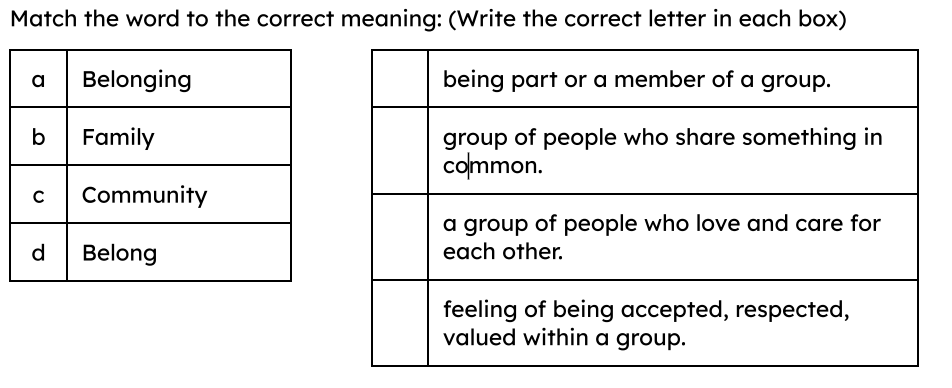 Match the word to the correct meaning: (Write the correct letter in each box)
a Belonging
b Family
c Community
d Belong
being part or a member of a group.
group of people who share something in
common.
a group of people who love and care for
each other.
feeling of being accepted, respected,
valued within a group.